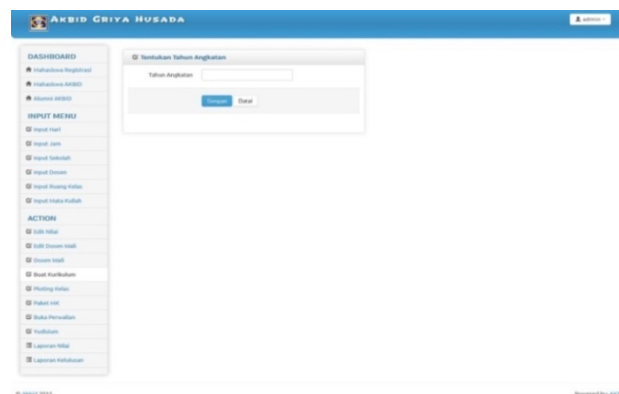 AKBID GRIYA HUSADA
admin
DASHBOARD
Mahasiswa Registrasi
Mahasiswa AKBID
Alumni AKBID
INPUT MENU
Input Hari
Input Jam
Input Sekolah
Input Dosen
Input Ruang Kelas
Input Mata Kuliah
ACTION
Edit Nilai
Edit Dosen Wali
Dosen Wali
Buat Kurikulum
Plotting Kelas
Paket MK
Buka Perwalian
Yudisium
Laporan Nilai
Laporan Kelulusan
Tentukan Tahun Angkatan
Tahun Angkatan
Simpan Batal